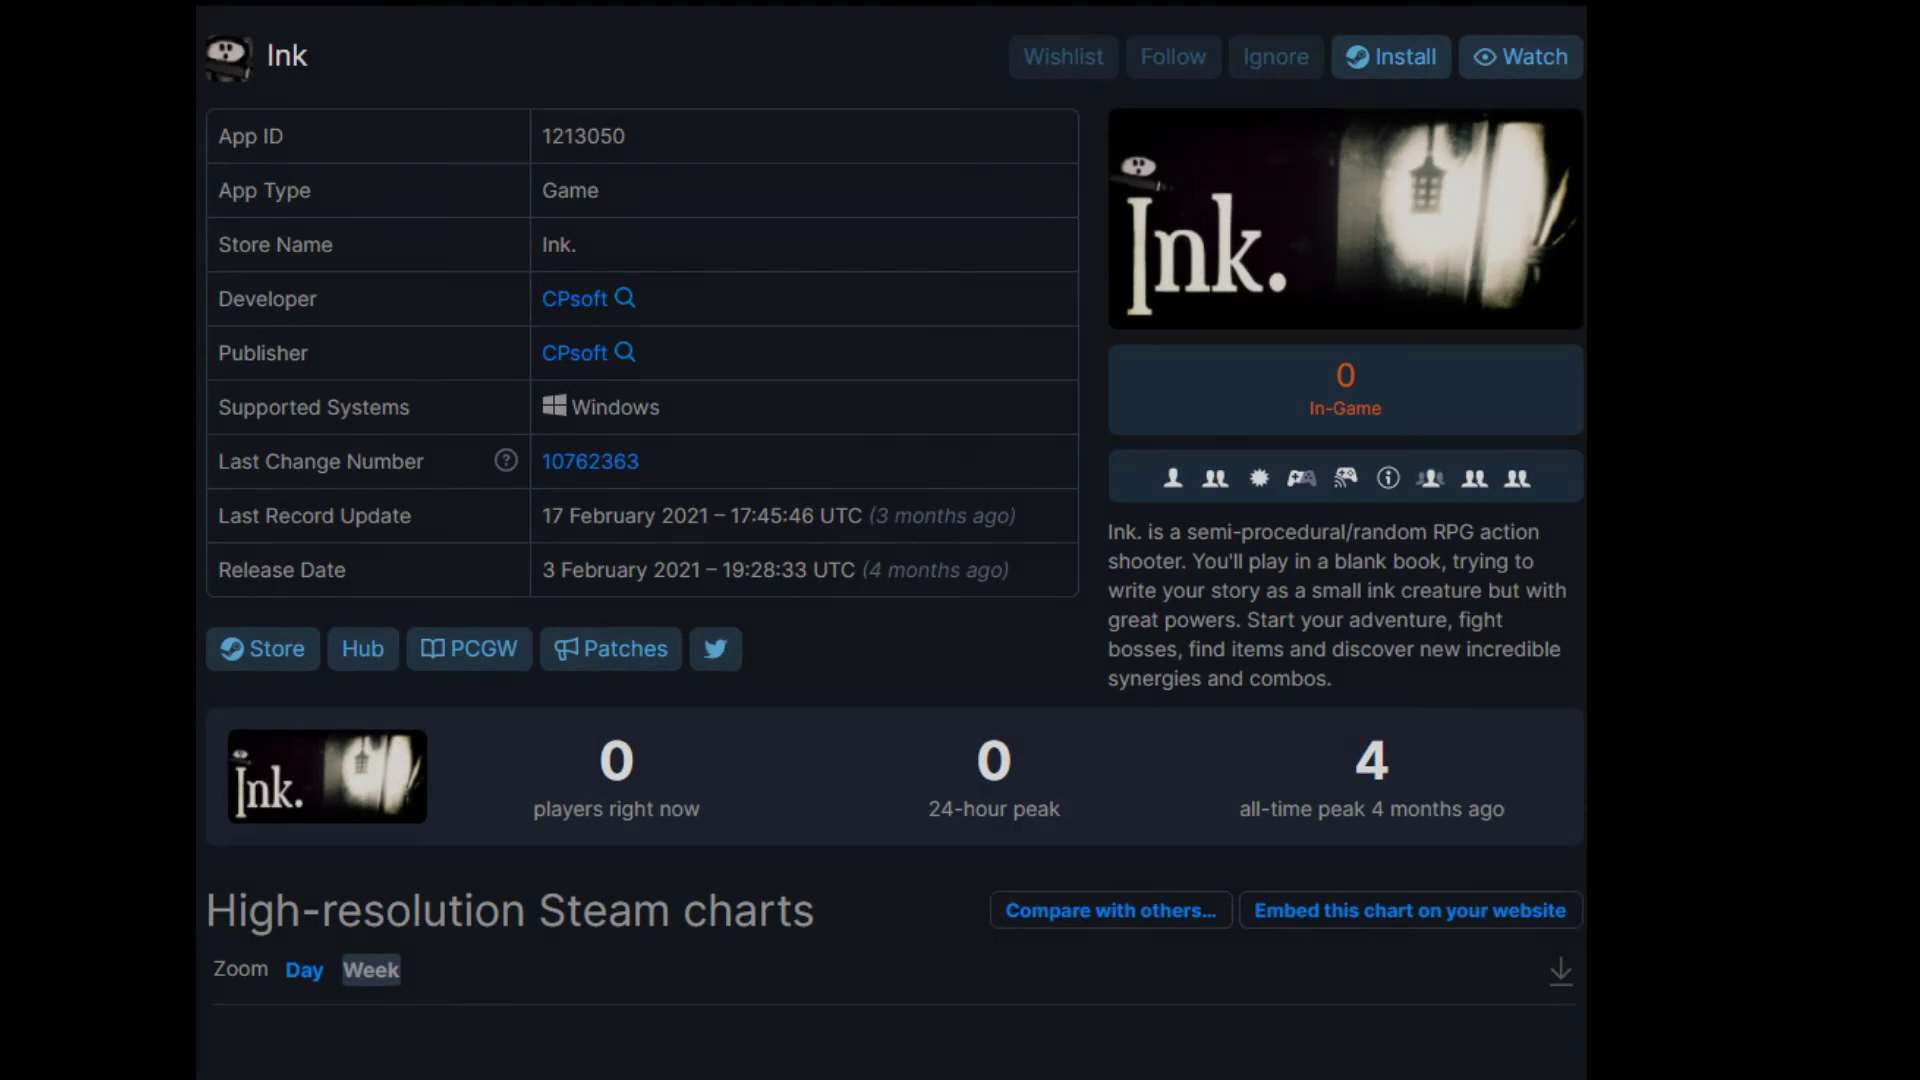 Ink
Wishlist
Follow
Ignore
Install
Watch
App ID
1213050
App Type
Game
Store Name
Ink.
Developer
CPsoft
Publisher
CPsoft
Supported Systems
Windows
Last Change Number
10762363
Last Record Update
17 February 2021 – 17:45:46 UTC (3 months ago)
Release Date
3 February 2021 – 19:28:33 UTC (4 months ago)
Ink.
0
In-Game
Ink. is a semi-procedural/random RPG action
shooter. You'll play in a blank book, trying to
write your story as a small ink creature but with
great powers. Start your adventure, fight
bosses, find items and discover new incredible
synergies and combos.
Store
Hub
PCGW
Patches
Ink.
0
players right now
0
24-hour peak
4
all-time peak 4 months ago
High-resolution Steam charts
Compare with others...
Embed this chart on your website
Zoom
Day
Week